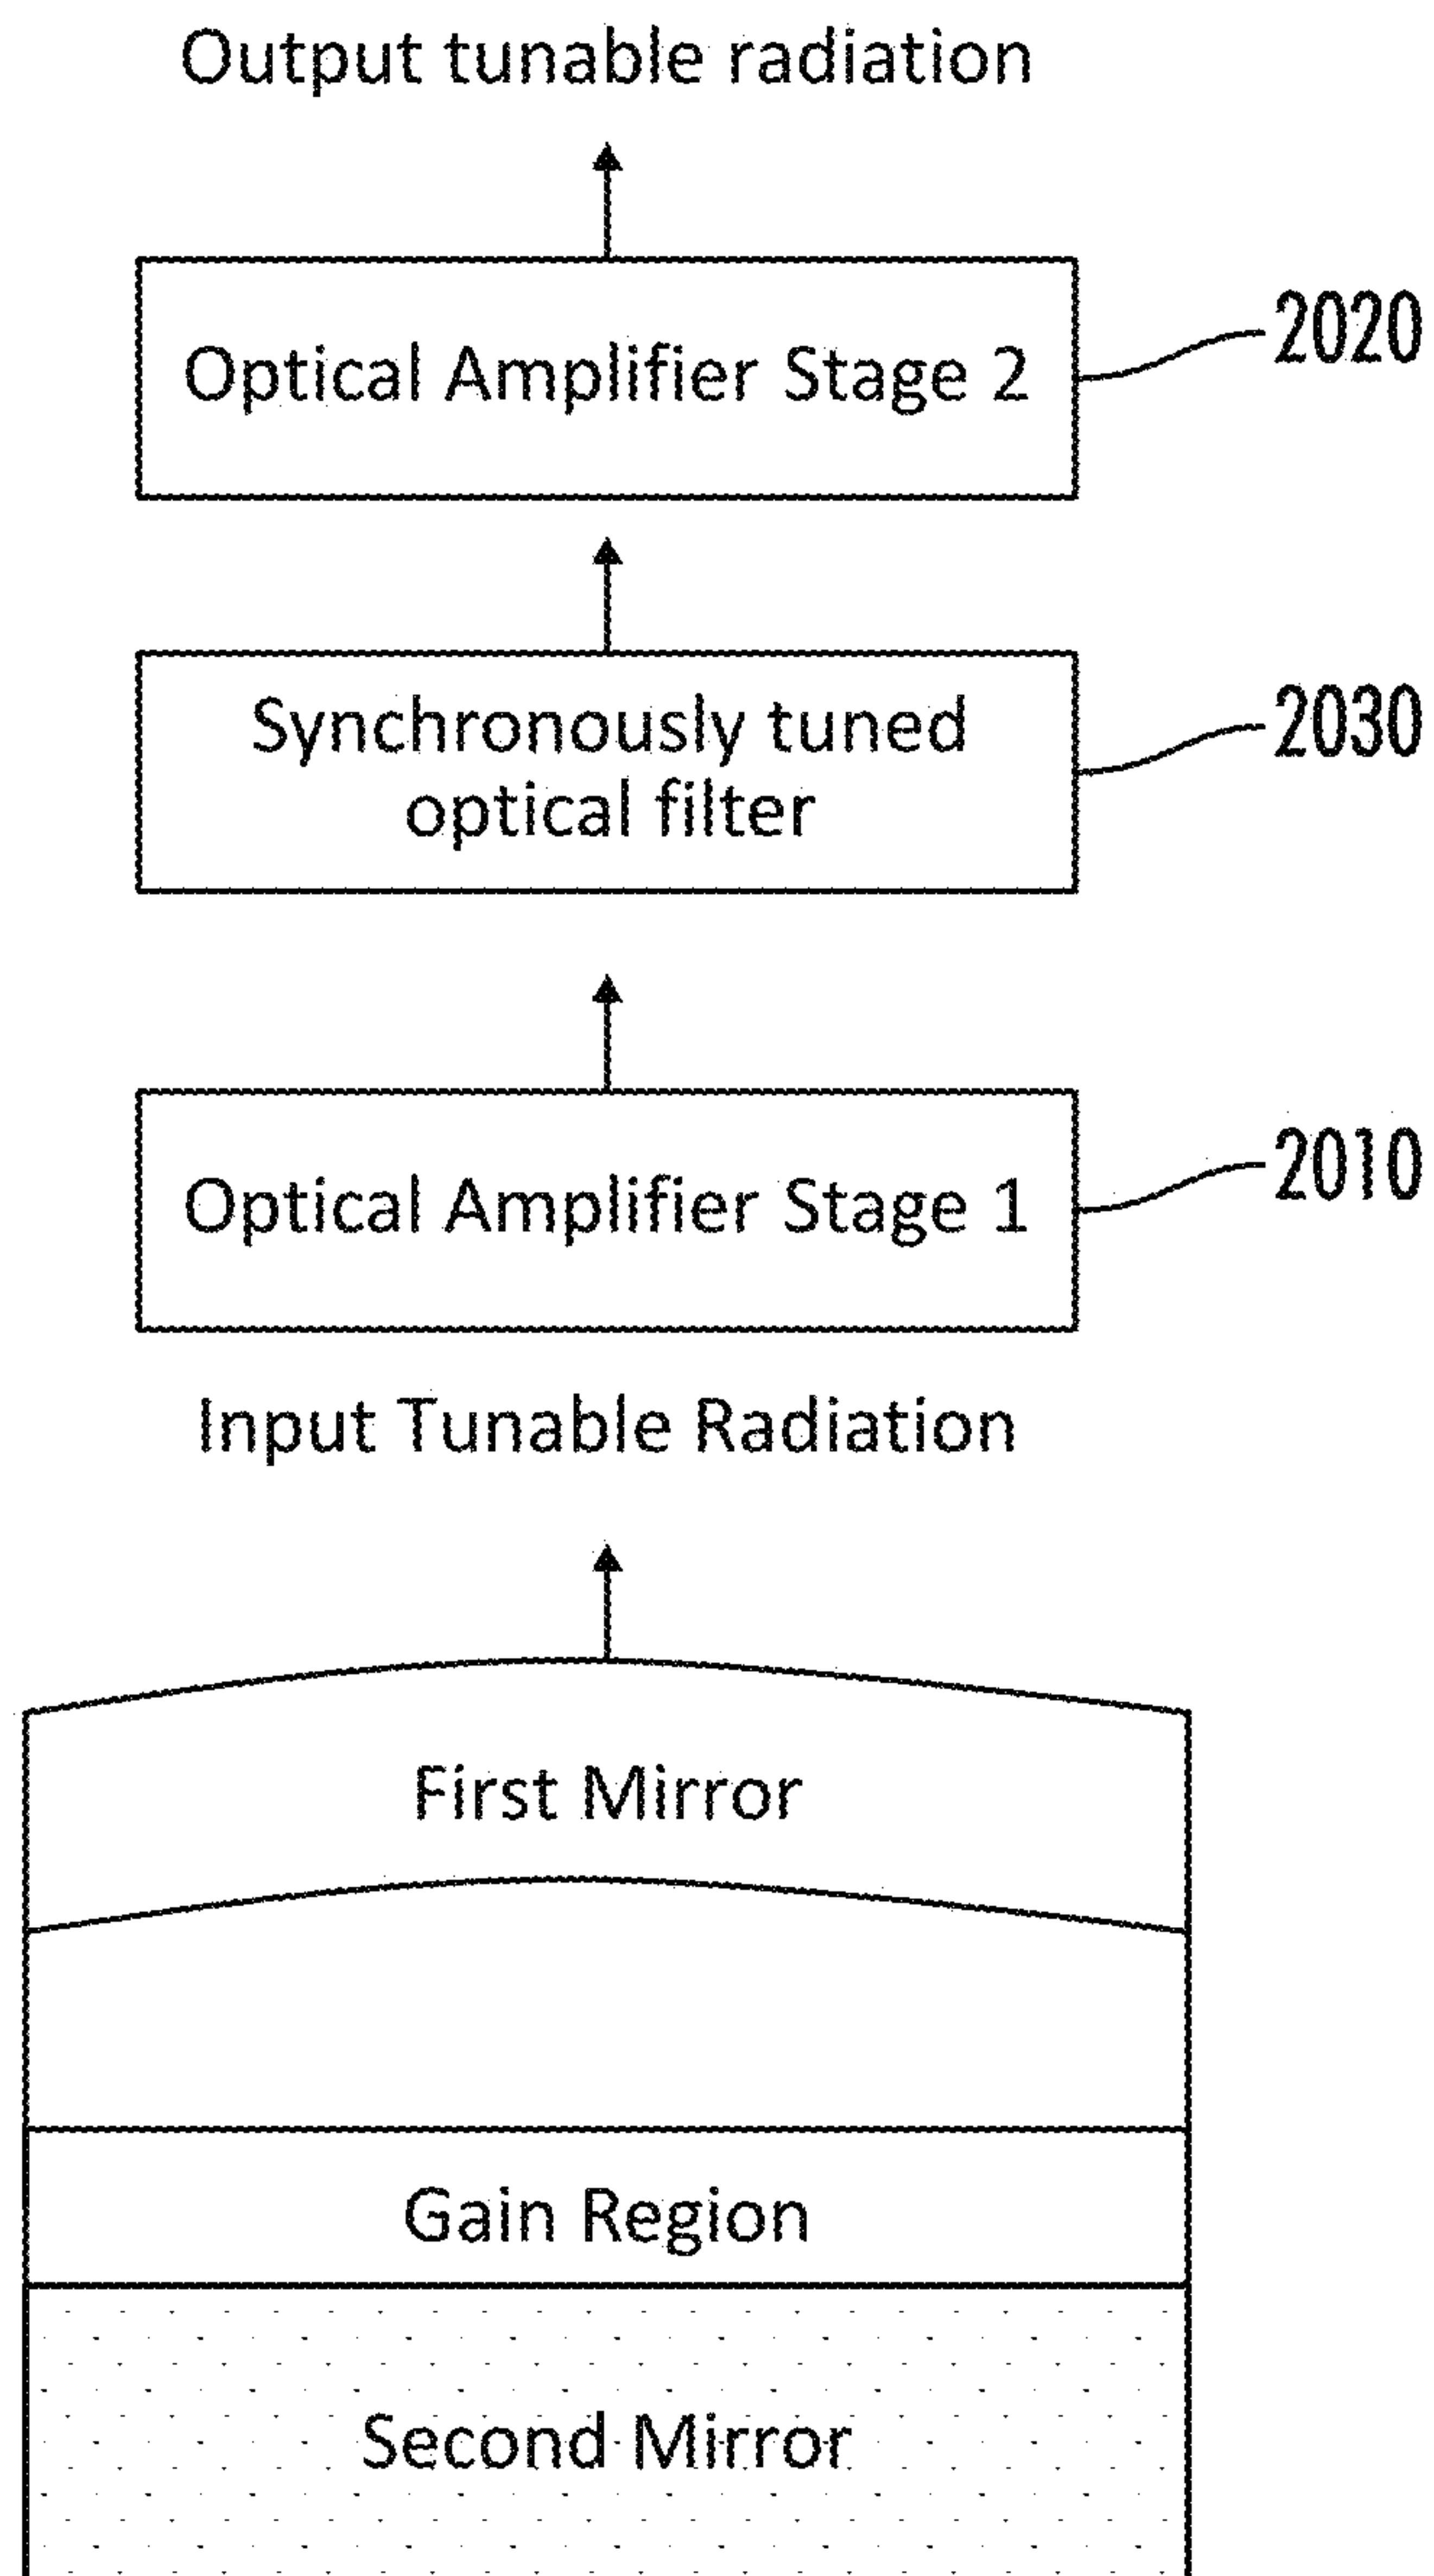 Output tunable radiation
Optical Amplifier Stage 2
2020
Synchronously tuned
optical filter
2030
Optical Amplifier Stage 1
2010
Input Tunable Radiation
First Mirror
Gain Region
Second Mirror